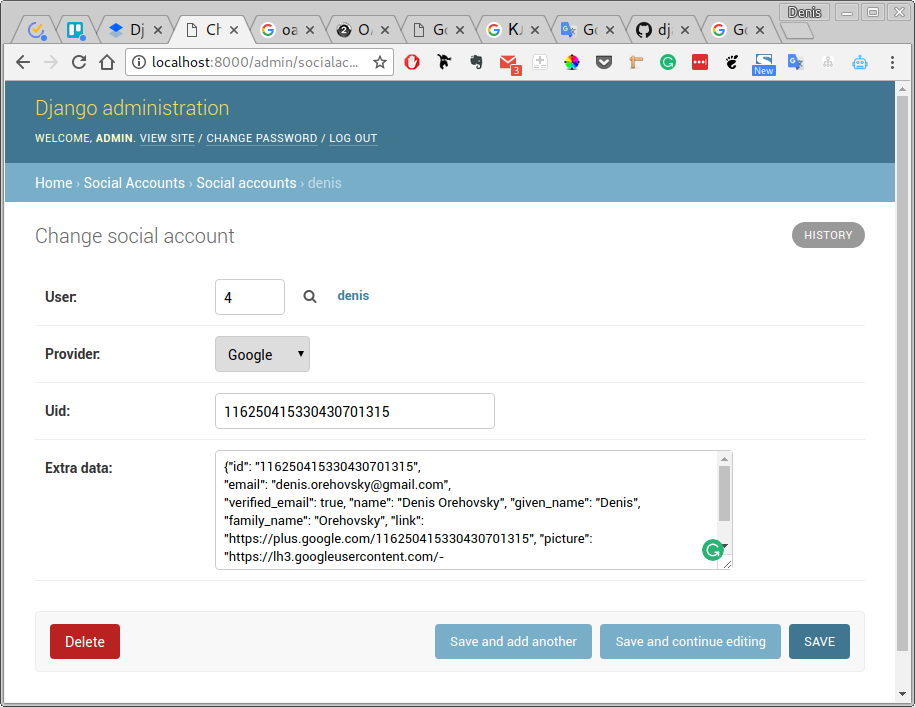 Denis
Dj
Ch
oa
O
Go
KJ
Go
dj
Go
localhost:8000/admin/socialac...
3
New
Django administration
WELCOME, ADMIN. VIEW SITE / CHANGE PASSWORD / LOG OUT
Home › Social Accounts › Social accounts › denis
Change social account
HISTORY
User:
4
denis
Provider:
Google
Uid:
116250415330430701315
Extra data:
{"id": "116250415330430701315",
"email": "denis.orehovsky@gmail.com",
"verified_email": true, "name": "Denis Orehovsky", "given_name": "Denis",
"family_name": "Orehovsky", "link":
"https://plus.google.com/116250415330430701315", "picture":
"https://lh3.googleusercontent.com/-
Delete
Save and add another
Save and continue editing
SAVE